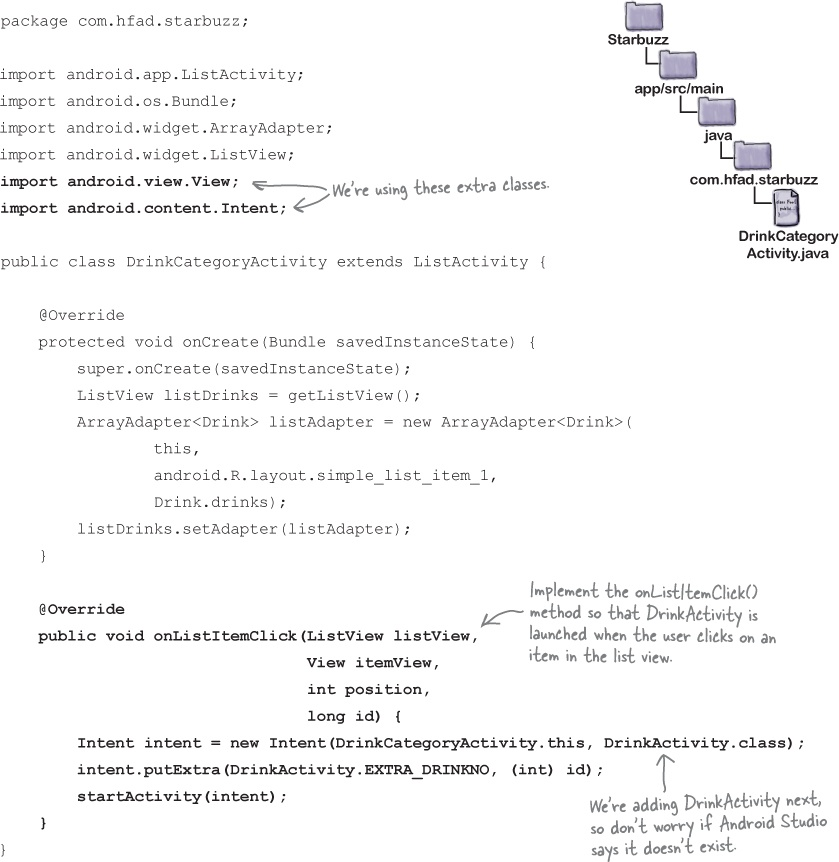 package com.hfad.starbuzz;
import android.app.ListActivity;
import android.os.Bundle;
import android.widget.ArrayAdapter;
import android.widget.ListView;
import android.view.View;
import android.content.Intent;
We're using these extra classes.
Starbuzz
app/src/main
java
com.hfad.starbuzz
DrinkCategory
Activity.java
public class DrinkCategoryActivity extends ListActivity {
@Override
protected void onCreate(Bundle savedInstanceState) {
super.onCreate(savedInstanceState);
ListView listDrinks = getListView();
ArrayAdapter<Drink> listAdapter = new ArrayAdapter<Drink>(
this,
android.R.layout.simple_list_item_1,
Drink.drinks);
listDrinks.setAdapter(listAdapter);
}
@Override
public void onListItemClick(ListView listView,
View itemView,
int position,
long id) {
Implement the onListItemClick()
method so that DrinkActivity is
launched when the user clicks on an
item in the list view.
Intent intent = new Intent(DrinkCategoryActivity.this, DrinkActivity.class);
intent.putExtra(DrinkActivity.EXTRA_DRINKNO, (int) id);
startActivity(intent);
}
We're adding DrinkActivity next,
so don't worry if Android Studio
says it doesn't exist.
}